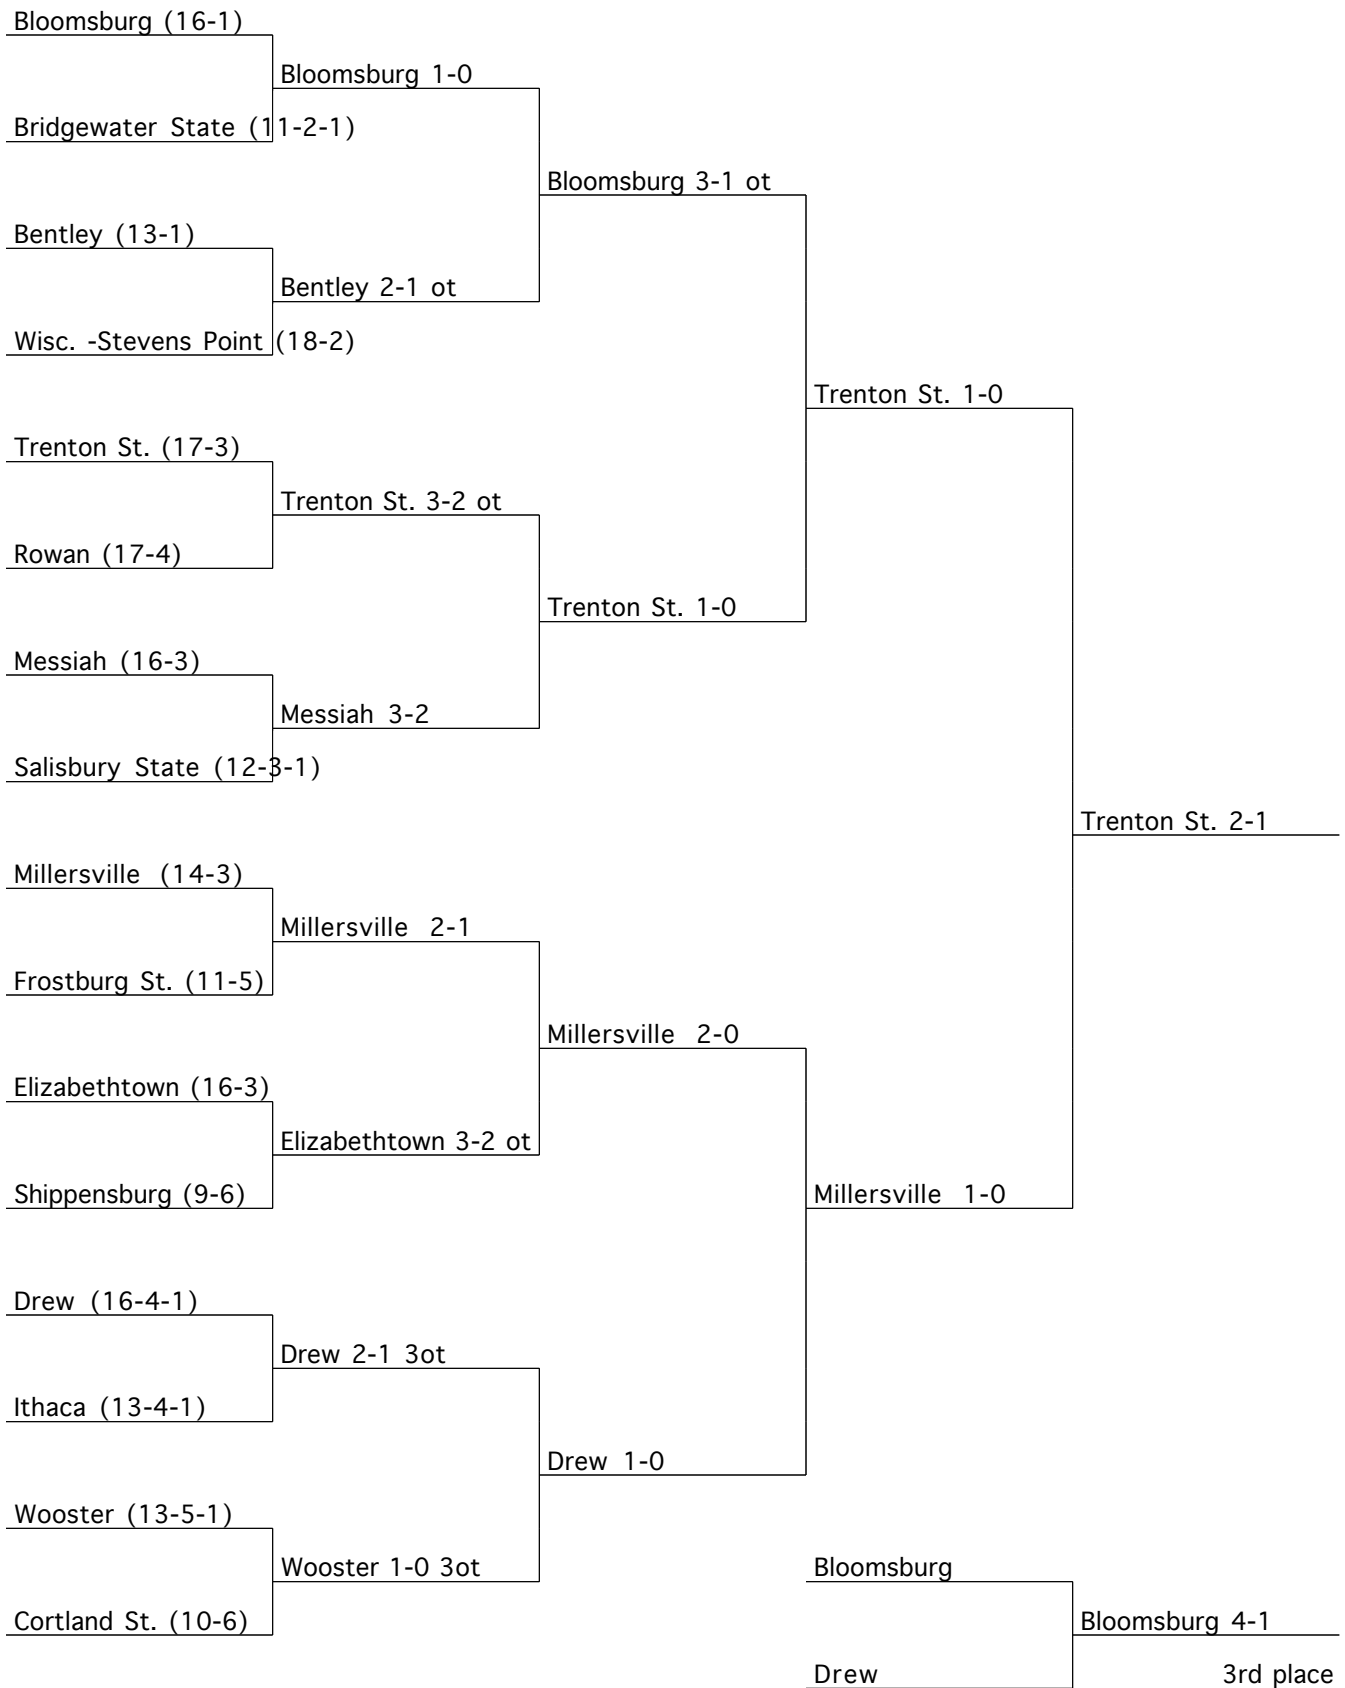 Bloomsburg (16-1)
Bloomsburg 1-0
Bridgewater State (11-2-1)
Bloomsburg 3-1 ot
Bentley (13-1)
Bentley 2-1 ot
Wisc. -Stevens Point (18-2)
Trenton St. 1-0
Trenton St. (17-3)
Trenton St. 3-2 ot
Rowan (17-4)
Trenton St. 1-0
Messiah (16-3)
Messiah 3-2
Salisbury State (12-3-1)
Trenton St. 2-1
Millersville (14-3)
Millersville 2-1
Frostburg St. (11-5)
Millersville 2-0
Elizabethtown (16-3)
Elizabethtown 3-2 ot
Shippensburg (9-6)
Millersville 1-0
Drew (16-4-1)
Drew 2-1 3ot
Ithaca (13-4-1)
Drew 1-0
Wooster (13-5-1)
Wooster 1-0 3ot
Bloomsburg
Cortland St. (10-6)
Bloomsburg 4-1
Drew
3rd place